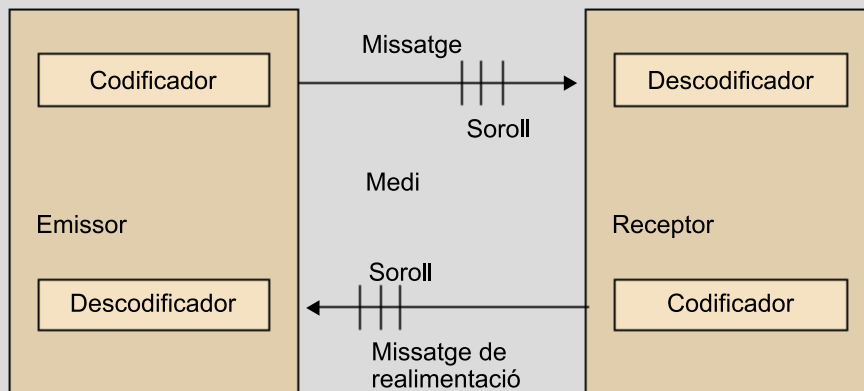 Missatge
Codificador
Descodificador
Soroll
Medi
Emissor
Receptor
Soroll
Descodificador
Codificador
Missatge de
realimentació